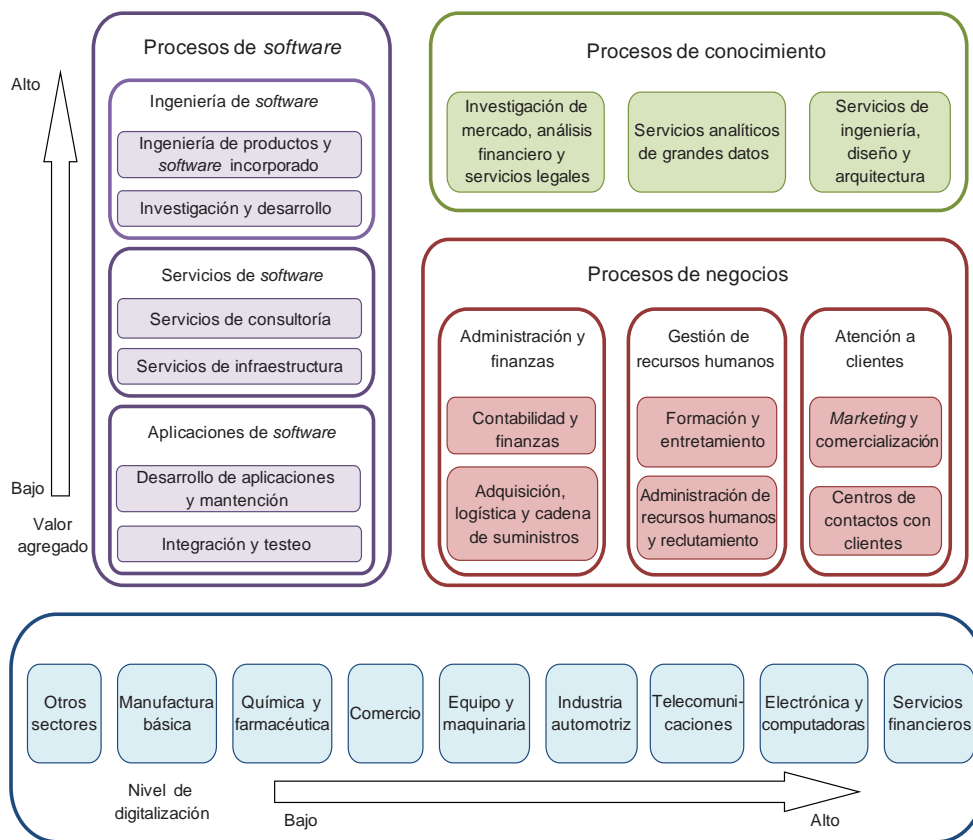 Procesos de software
Alto
Ingeniería de software
Ingeniería de productos y
software incorporado
Investigación y desarrollo
Servicios de software
Servicios de consultoría
Servicios de infraestructura
Aplicaciones de software
Desarrollo de aplicaciones
y mantención
Integración y testeo
Bajo
Valor
agregado
Procesos de conocimiento
Investigación de
mercado, análisis
financiero y
servicios legales
Servicios analíticos
de grandes datos
Servicios de
ingeniería,
diseño y
arquitectura
Procesos de negocios
Administración y
finanzas
Contabilidad y
finanzas
Adquisición,
logística y cadena
de suministros
Gestión de
recursos humanos
Formación y
entretamiento
Administración de
recursos humanos
y reclutamiento
Atención a
clientes
Marketing y
comercialización
Centros de
contactos con
clientes
Otros
sectores
Manufactura
básica
Química y
farmacéutica
Comercio
Equipo y
maquinaria
Industria
automotriz
Telecomuni-
caciones
Electrónica y
computadoras
Servicios
financieros
Nivel de
digitalización
Bajo
Alto